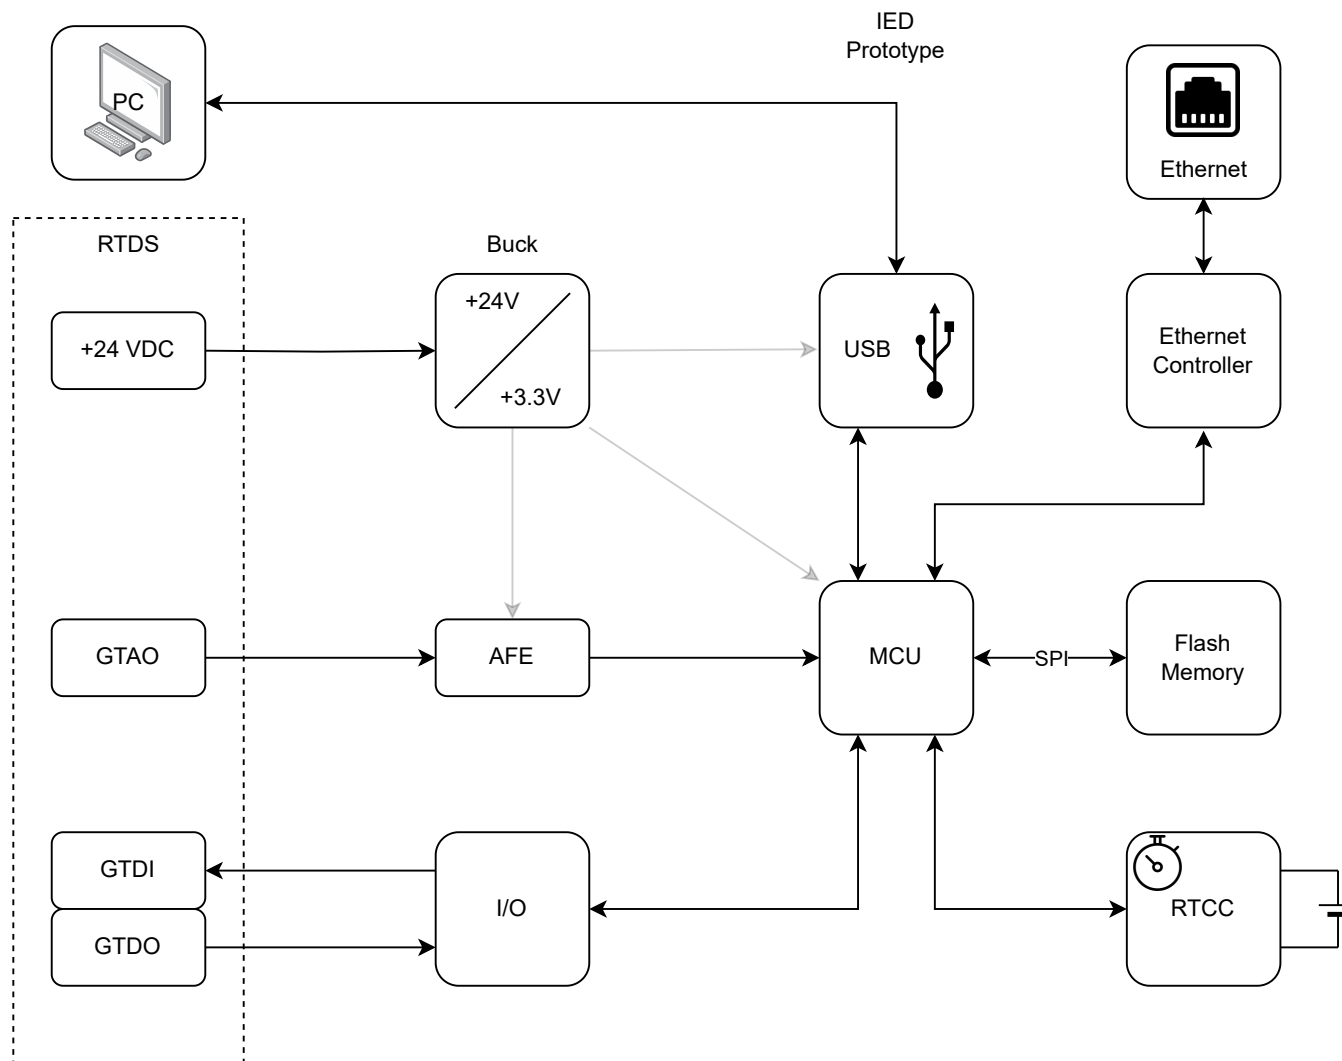 IED
Prototype
PC
Ethernet
RTDS
Buck
+24 VDC
+24V
+3.3V
USB
Ethernet
Controller
GTAO
AFE
MCU
SPI
Flash
Memory
GTDI
GTDO
I/O
RTCC